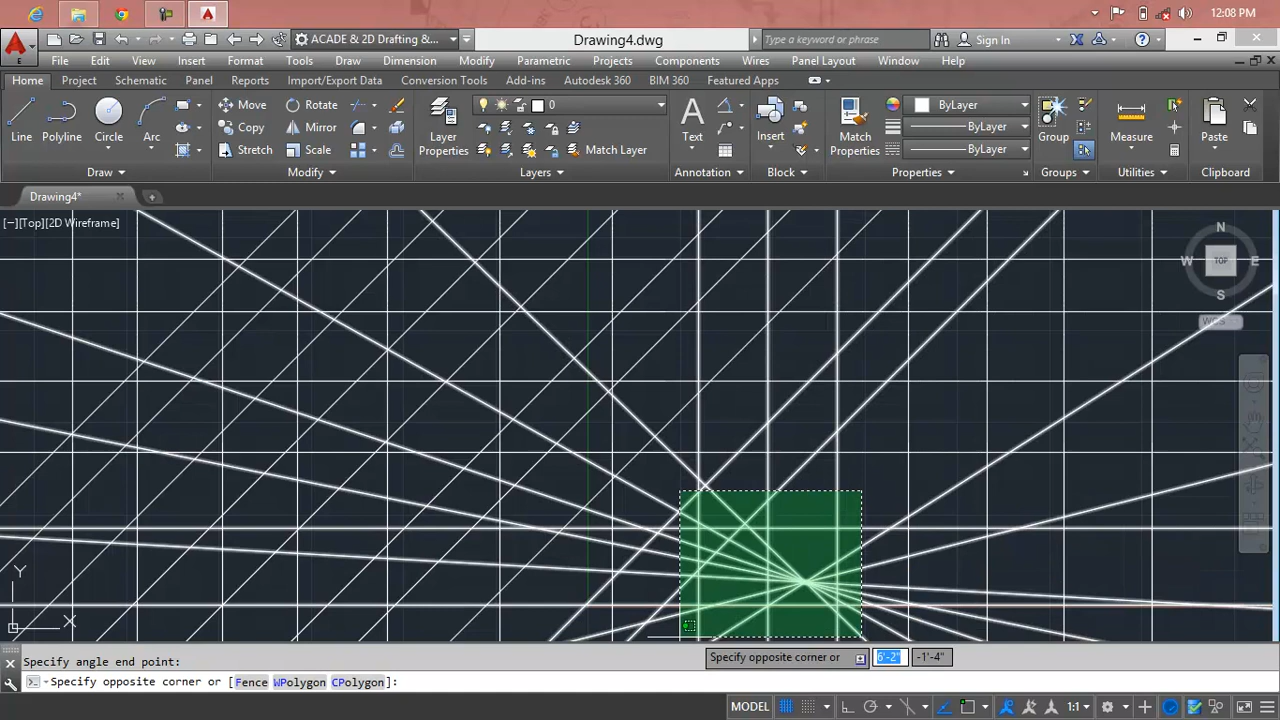 12:08 PM
ACADE & 2D Drafting &...
Drawing4.dwg
Type a keyword or phrase
Sign In
File Edit View Insert Format Tools Draw Dimension Modify Parametric Projects Components Wires Panel Layout Window Help
Home Project Schematic Panel Reports Import/Export Data Conversion Tools Add-ins Autodesk 360 BIM 360 Featured Apps
Line Polyline Circle Arc
Move Rotate
Copy Mirror
Stretch Scale
Layer Properties
0
Match Layer
Text
Insert
Match Properties
ByLayer
ByLayer
ByLayer
Group
Measure
Paste
Draw Modify Layers Annotation Block Properties Groups Utilities Clipboard
Drawing4*
[−][Top][2D Wireframe]
N
W TOP E
S
WCS
Y
X
Specify opposite corner or 6'-2" -1'-4"
Specify angle end point:
Specify opposite corner or [Fence WPolygon CPolygon]:
MODEL 1:1